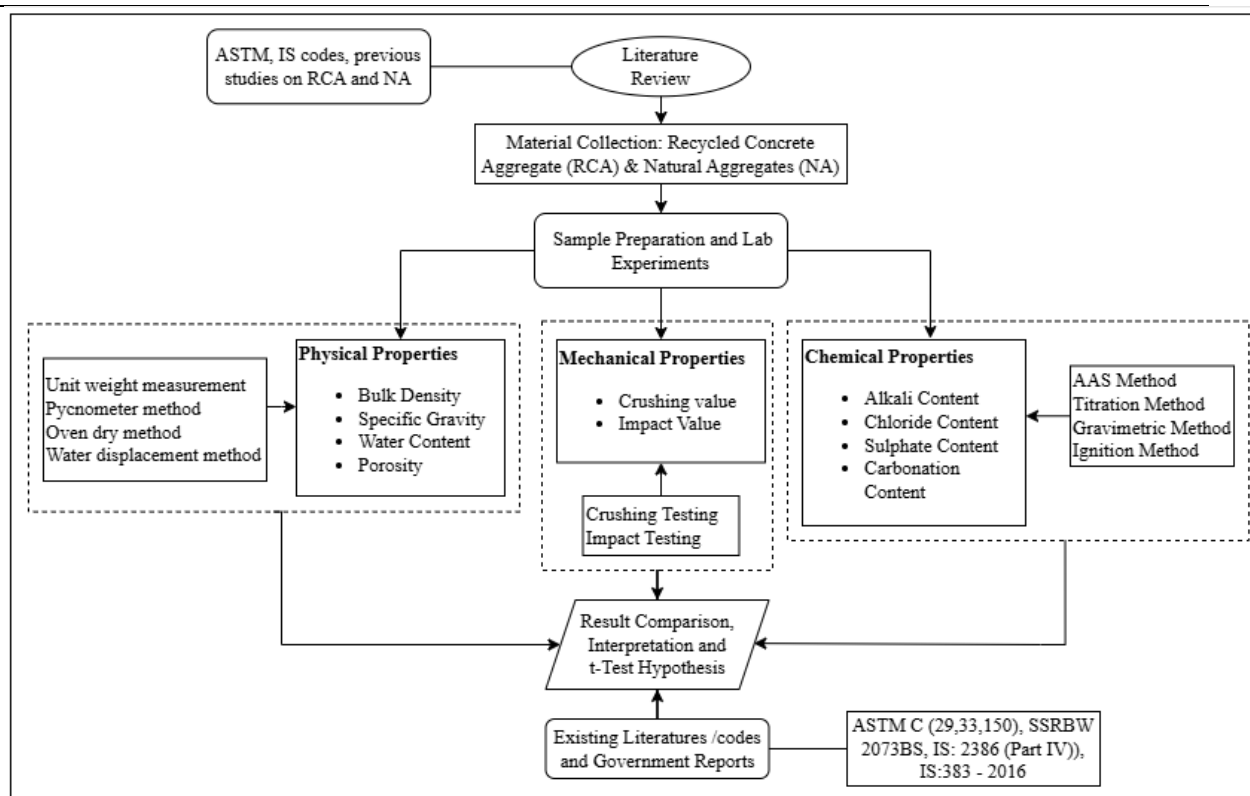 ASTM, IS codes, previous
studies on RCA and NA
Literature
Review
Material Collection: Recycled Concrete
Aggregate (RCA) & Natural Aggregates (NA)
Sample Preparation and Lab
Experiments
Unit weight measurement
Pycnometer method
Oven dry method
Water displacement method
Physical Properties
• Bulk Density
• Specific Gravity
• Water Content
• Porosity
Mechanical Properties
• Crushing value
• Impact Value
Crushing Testing
Impact Testing
Chemical Properties
• Alkali Content
• Chloride Content
• Sulphate Content
• Carbonation
Content
AAS Method
Titration Method
Gravimetric Method
Ignition Method
Result Comparison,
Interpretation and
t-Test Hypothesis
Existing Literatures /codes
and Government Reports
ASTM C (29,33,150), SSRBW
2073BS, IS: 2386 (Part IV)),
IS:383 - 2016